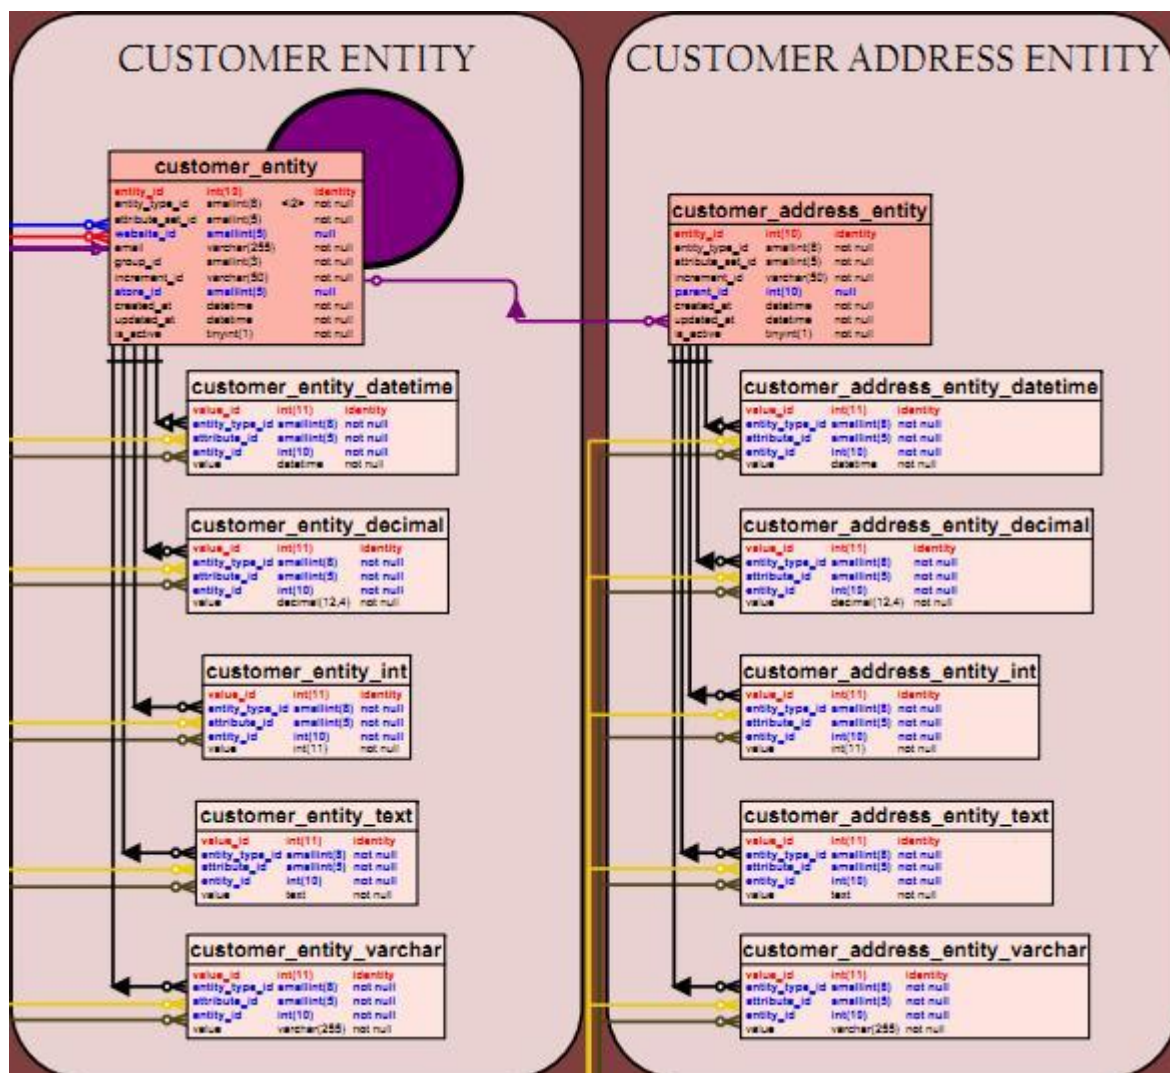 CUSTOMER ENTITY
customer_entity
entity_id int(10) identity
entity_type_id smallint(8) <2> not null
attribute_set_id smallint(5) not null
website_id smallint(5) null
email varchar(255) not null
group_id smallint(5) not null
increment_id varchar(50) not null
store_id smallint(5) null
created_at datetime not null
updated_at datetime not null
is_active tinyint(1) not null
customer_entity_datetime
value_id int(11) identity
entity_type_id smallint(8) not null
attribute_id smallint(5) not null
entity_id int(10) not null
value datetime not null
customer_entity_decimal
value_id int(11) identity
entity_type_id smallint(8) not null
attribute_id smallint(5) not null
entity_id int(10) not null
value decimal(12,4) not null
customer_entity_int
value_id int(11) identity
entity_type_id smallint(8) not null
attribute_id smallint(5) not null
entity_id int(10) not null
value int(11) not null
customer_entity_text
value_id int(11) identity
entity_type_id smallint(8) not null
attribute_id smallint(5) not null
entity_id int(10) not null
value text not null
customer_entity_varchar
value_id int(11) identity
entity_type_id smallint(8) not null
attribute_id smallint(5) not null
entity_id int(10) not null
value varchar(255) not null
CUSTOMER ADDRESS ENTITY
customer_address_entity
entity_id int(10) identity
entity_type_id smallint(8) not null
attribute_set_id smallint(5) not null
increment_id varchar(50) not null
parent_id int(10) null
created_at datetime not null
updated_at datetime not null
is_active tinyint(1) not null
customer_address_entity_datetime
value_id int(11) identity
entity_type_id smallint(8) not null
attribute_id smallint(5) not null
entity_id int(10) not null
value datetime not null
customer_address_entity_decimal
value_id int(11) identity
entity_type_id smallint(8) not null
attribute_id smallint(5) not null
entity_id int(10) not null
value decimal(12,4) not null
customer_address_entity_int
value_id int(11) identity
entity_type_id smallint(8) not null
attribute_id smallint(5) not null
entity_id int(10) not null
value int(11) not null
customer_address_entity_text
value_id int(11) identity
entity_type_id smallint(8) not null
attribute_id smallint(5) not null
entity_id int(10) not null
value text not null
customer_address_entity_varchar
value_id int(11) identity
entity_type_id smallint(8) not null
attribute_id smallint(5) not null
entity_id int(10) not null
value varchar(255) not null